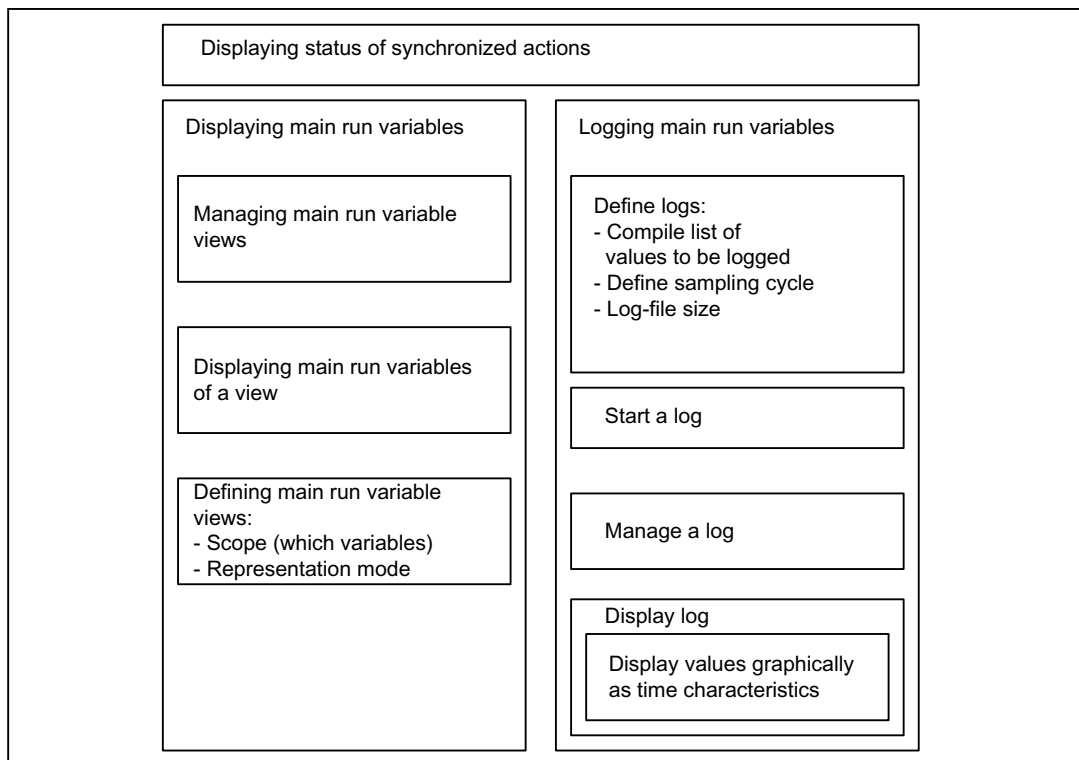 Displaying status of synchronized actions
Displaying main run variables
Managing main run variable
views
Displaying main run variables
of a view
Defining main run variable
views:
- Scope (which variables)
- Representation mode
Logging main run variables
Define logs:
- Compile list of
values to be logged
- Define sampling cycle
- Log-file size
Start a log
Manage a log
Display log
Display values graphically
as time characteristics